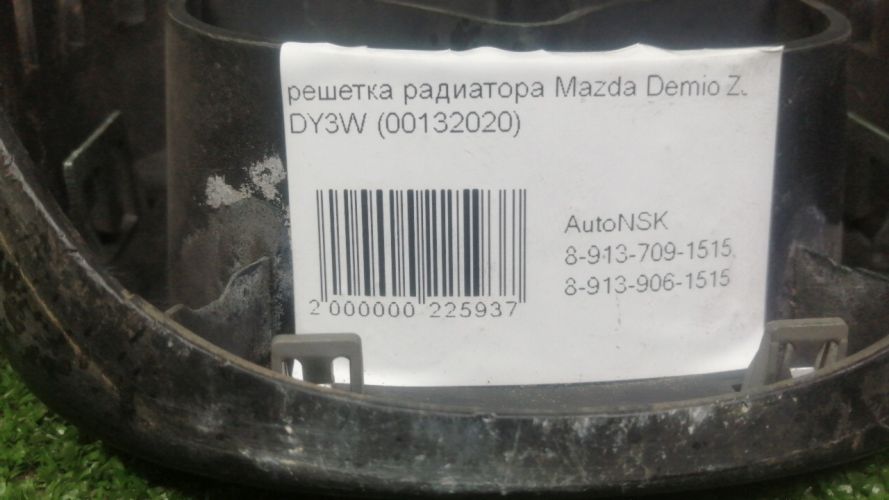 решетка радиатора Mazda Demio
DY3W (00132020)
AutoNSK
8-913-709-1515
8-913-906-1515
2 000000 225937